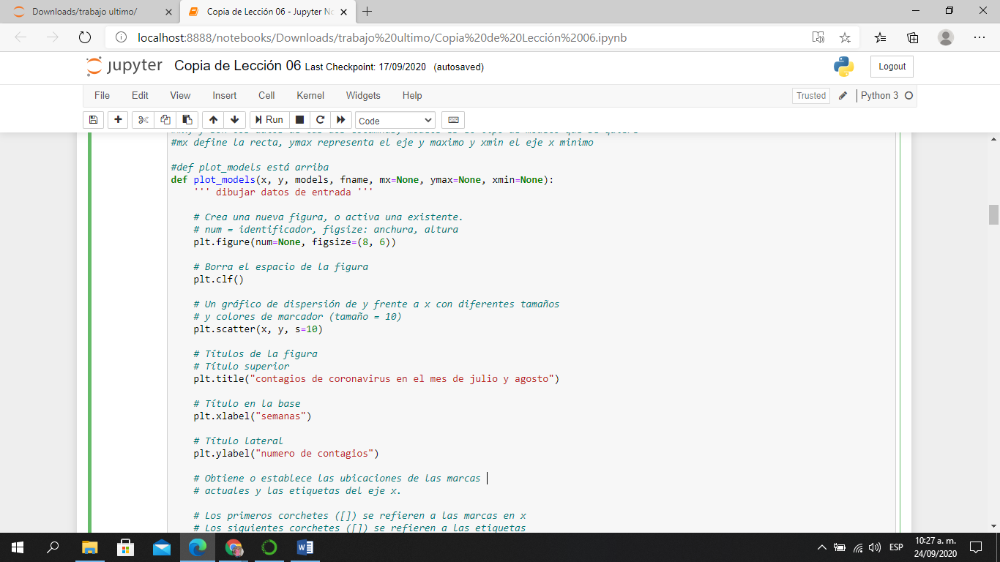 Downloads/trabajo ultimo/
Copia de Lección 06 - Jupyter No
localhost:8888/notebooks/Downloads/trabajo%20ultimo/Copia%20de%20Lección%2006.ipynb
jupyter Copia de Lección 06 Last Checkpoint: 17/09/2020 (autosaved)
Logout
File Edit View Insert Cell Kernel Widgets Help
Trusted
Python 3
Run
Code
#mx define la recta, ymax representa el eje y maximo y xmin el eje x minimo
#def plot_models está arriba
def plot_models(x, y, models, fname, mx=None, ymax=None, xmin=None):
''' dibujar datos de entrada '''
# Crea una nueva figura, o activa una existente.
# num = identificador, figsize: anchura, altura
plt.figure(num=None, figsize=(8, 6))
# Borra el espacio de la figura
plt.clf()
# Un gráfico de dispersión de y frente a x con diferentes tamaños
# y colores de marcador (tamaño = 10)
plt.scatter(x, y, s=10)
# Títulos de la figura
# Título superior
plt.title("contagios de coronavirus en el mes de julio y agosto")
# Título en la base
plt.xlabel("semanas")
# Título lateral
plt.ylabel("numero de contagios")
# Obtiene o establece las ubicaciones de las marcas
# actuales y las etiquetas del eje x.
# Los primeros corchetes ([]) se refieren a las marcas en x
# Los siguientes corchetes ([]) se refieren a las etiquetas
ESP
10:27 a. m.
24/09/2020